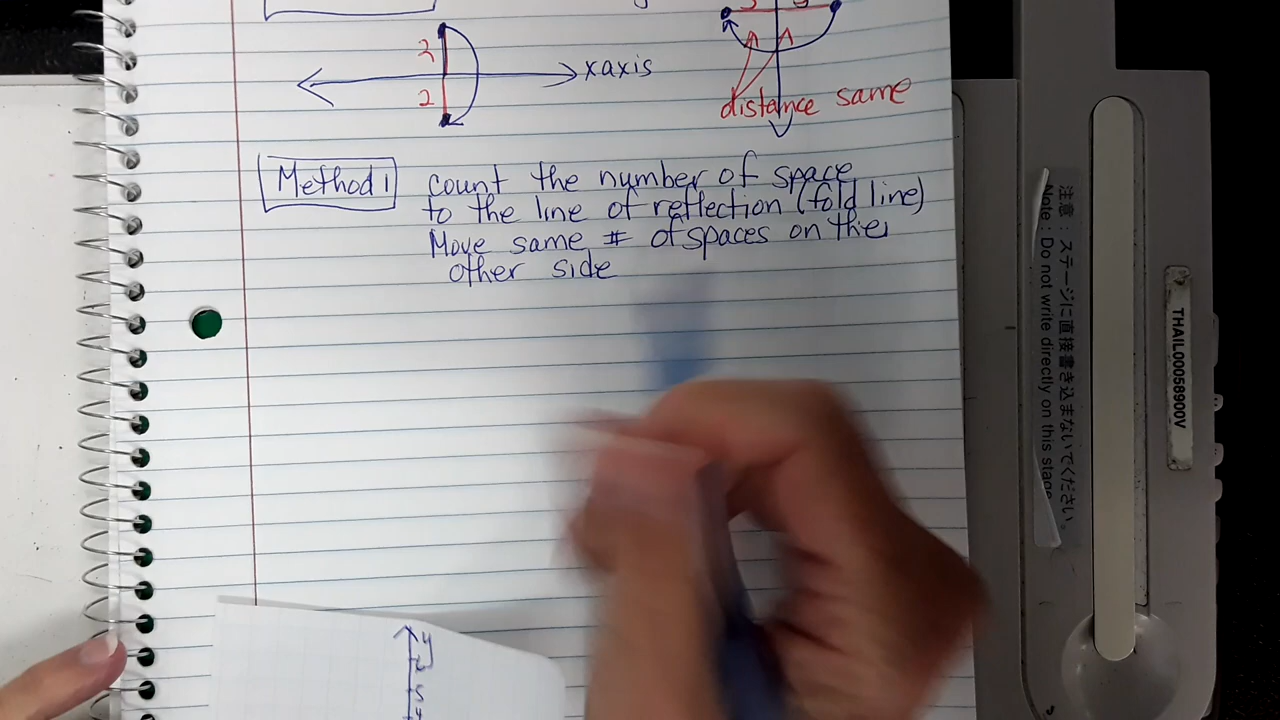 2
xaxis
2
distance same
Method 1
count the number of space
to the line of reflection (fold line)
Move same # of spaces on the
other side
y
5
注意：ステージに直接書き込まないでください。
Note : Do not write directly on this stage
THAIL00058900V